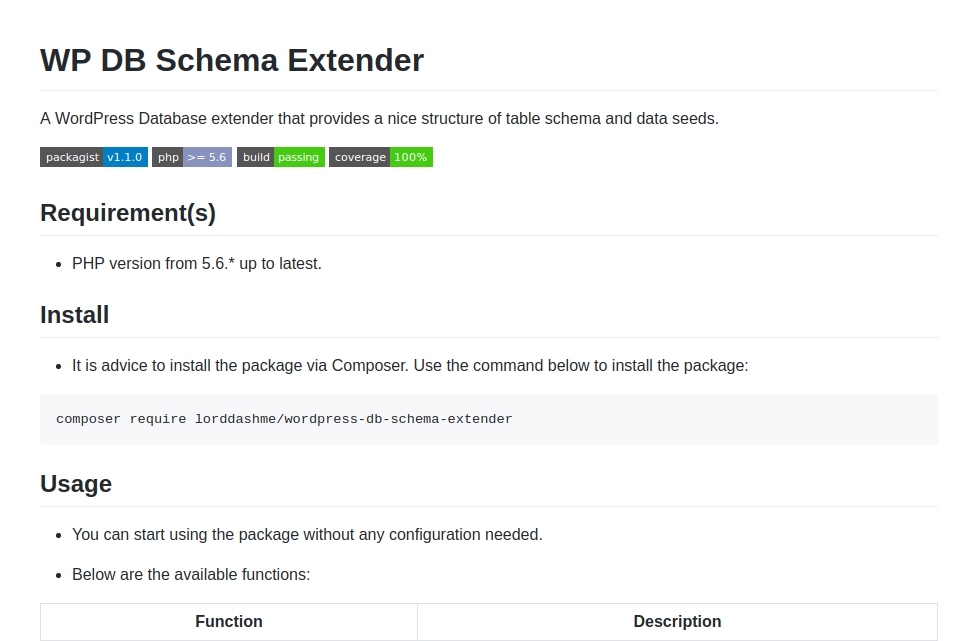 WP DB Schema Extender
A WordPress Database extender that provides a nice structure of table schema and data seeds.
packagist v1.1.0 php >= 5.6 build passing coverage 100%
Requirement(s)
• PHP version from 5.6.* up to latest.
Install
• It is advice to install the package via Composer. Use the command below to install the package:
composer require lorddashme/wordpress-db-schema-extender
Usage
• You can start using the package without any configuration needed.
• Below are the available functions:
Function Description